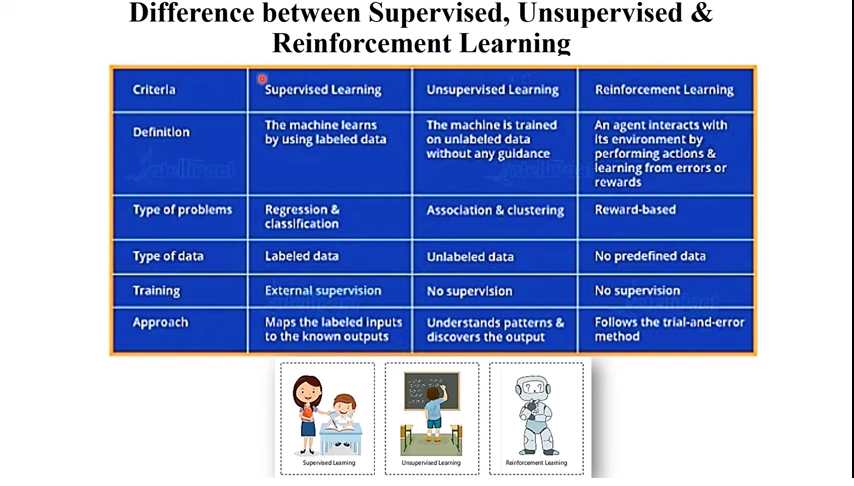 Difference between Supervised, Unsupervised &
Reinforcement Learning
Criteria
Supervised Learning
Unsupervised Learning
Reinforcement Learning
Definition
The machine learns
by using labeled data
The machine is trained
on unlabeled data
without any guidance
An agent interacts with
its environment by
performing actions &
learning from errors or
rewards
Type of problems
Regression &
classification
Association & clustering
Reward-based
Type of data
Labeled data
Unlabeled data
No predefined data
Training
External supervision
No supervision
No supervision
Approach
Maps the labeled inputs
to the known outputs
Understands patterns &
discovers the output
Follows the trial-and-error
method
Supervised Learning
Unsupervised Learning
Reinforcement Learning